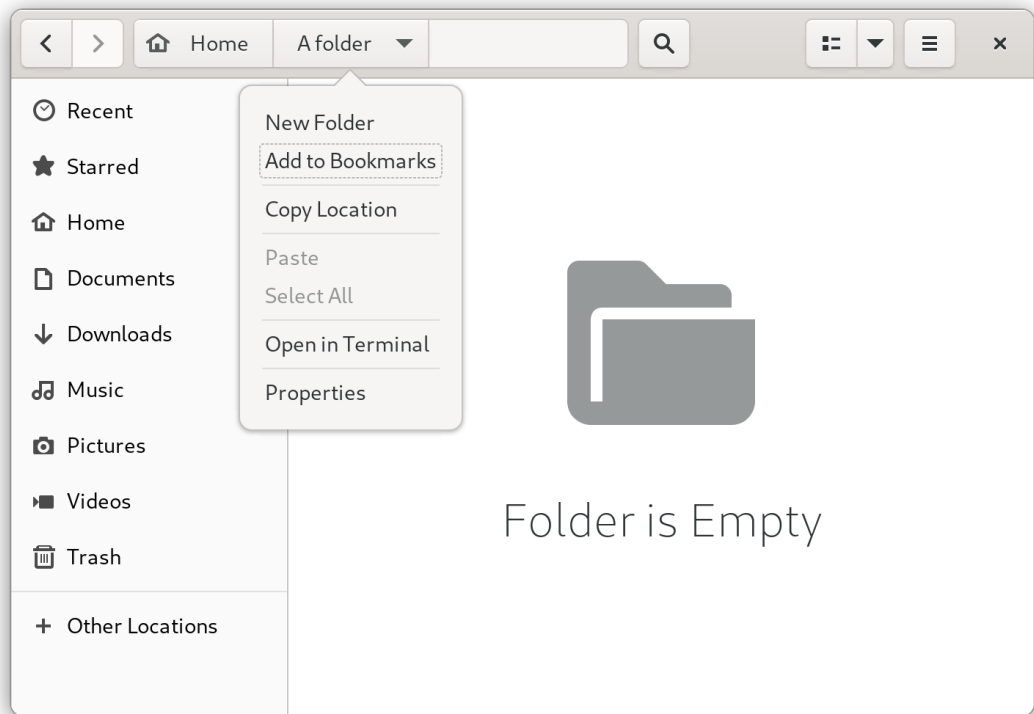 Home A folder
Recent
Starred
Home
Documents
Downloads
Music
Pictures
Videos
Trash
Other Locations
New Folder
Add to Bookmarks
Copy Location
Paste
Select All
Open in Terminal
Properties
Folder is Empty